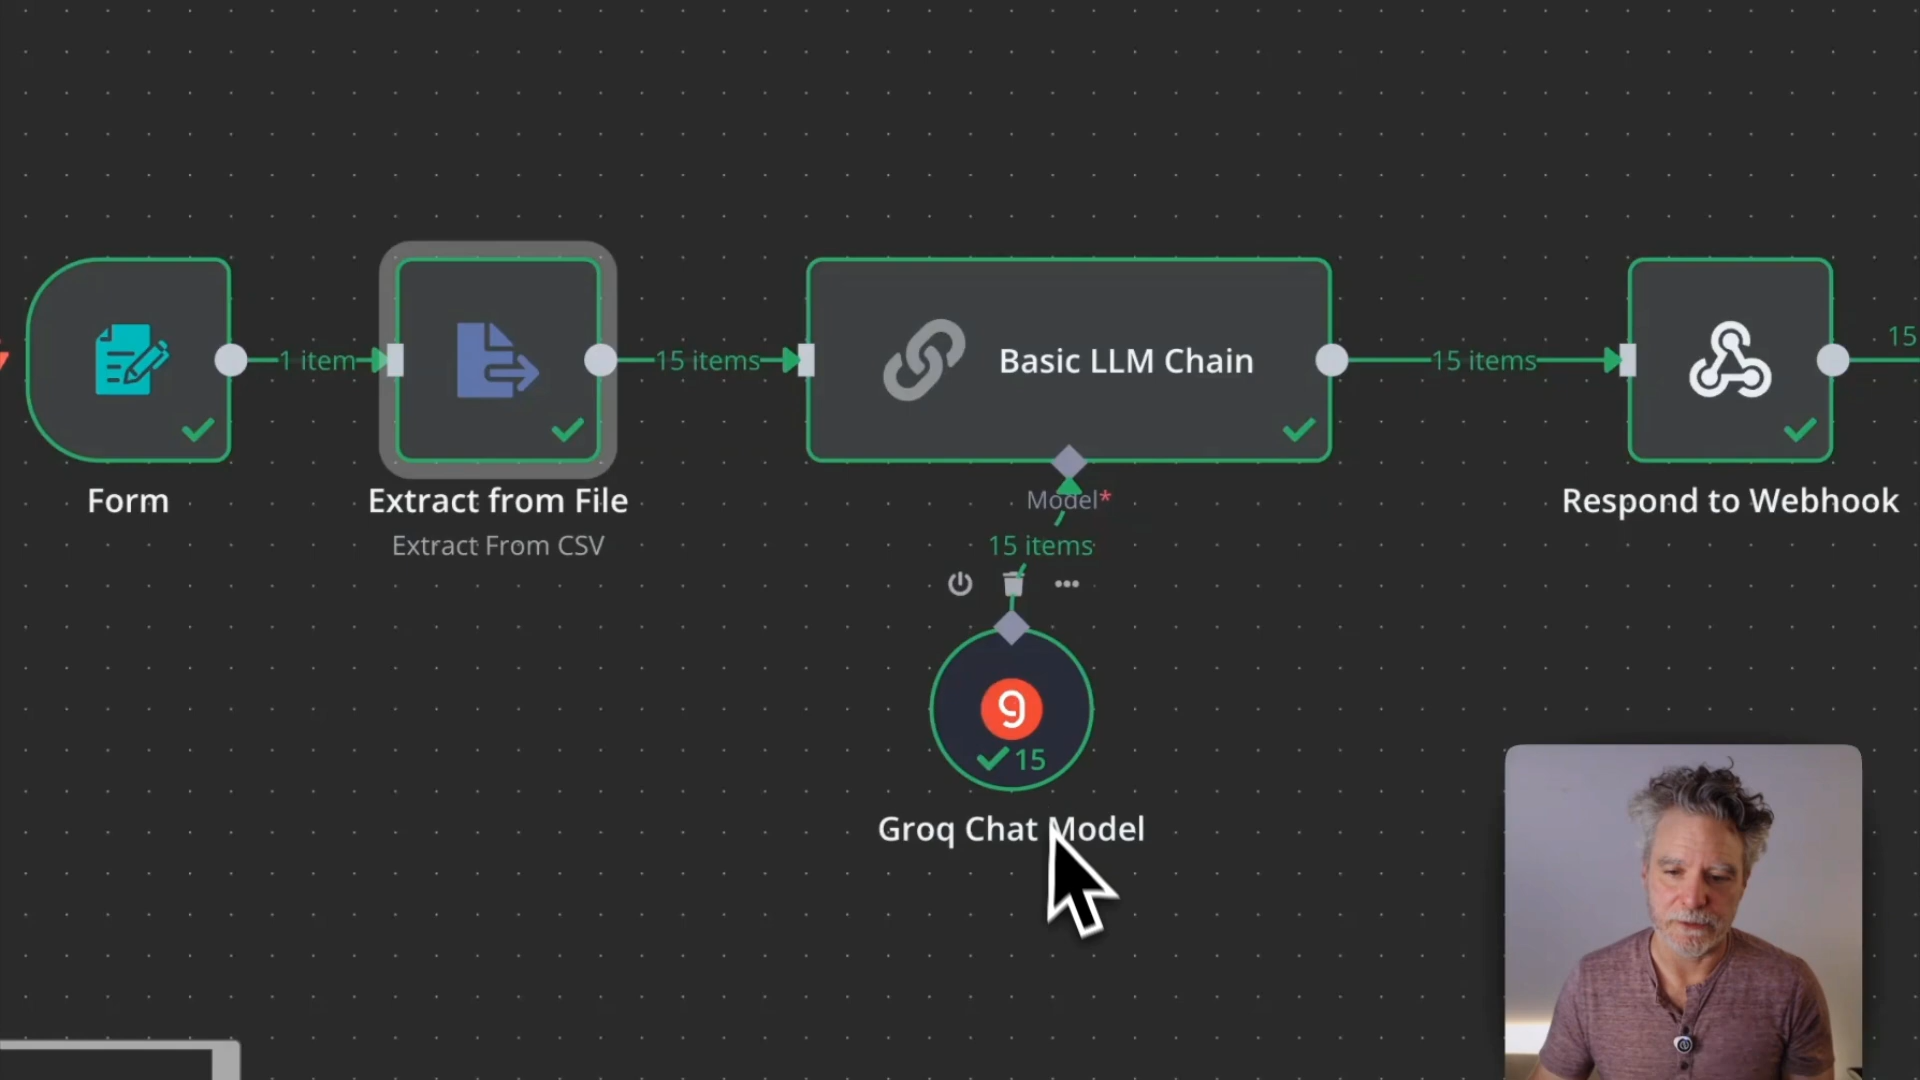 15
1 item
15 items
Basic LLM Chain
15 items
Form
Extract from File
Model*
Respond to Webhook
Extract From CSV
15 items
9
15
Groq Chat Model